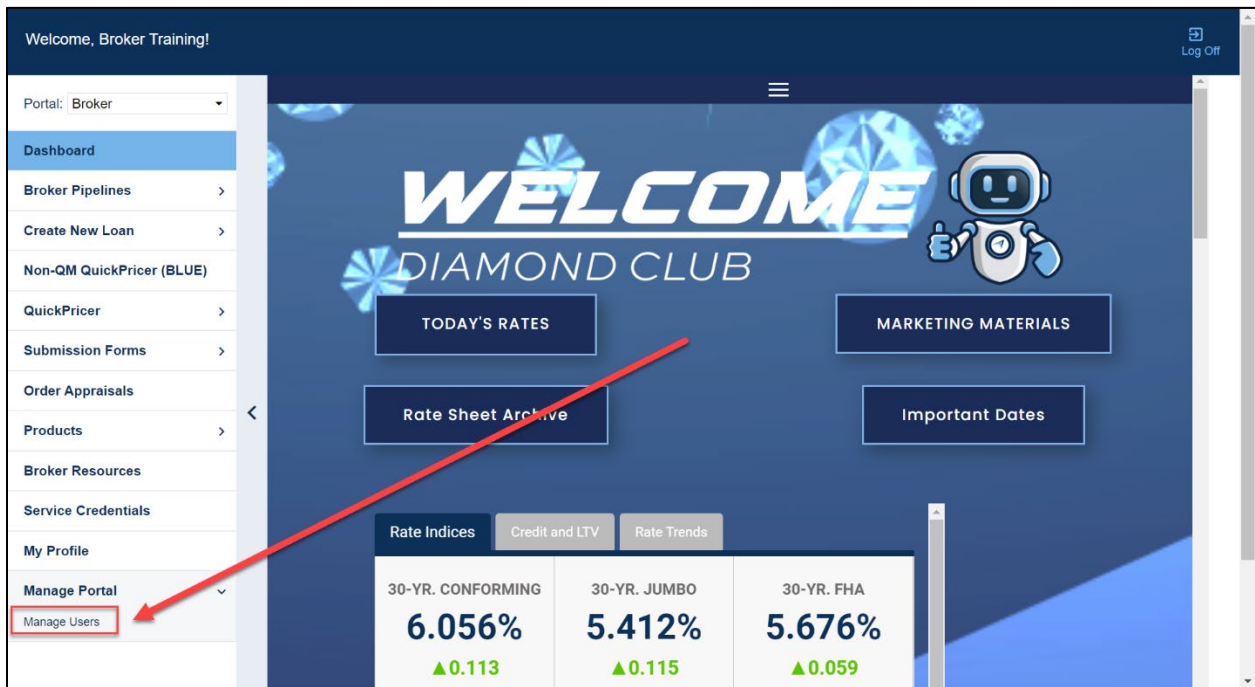 Welcome, Broker Training!
Log Off
Portal: Broker
Dashboard
Broker Pipelines
Create New Loan
Non-QM QuickPricer (BLUE)
QuickPricer
Submission Forms
Order Appraisals
Products
Broker Resources
Service Credentials
My Profile
Manage Portal
Manage Users
WELCOME
DIAMOND CLUB
TODAY'S RATES
MARKETING MATERIALS
Rate Sheet Archive
Important Dates
Rate Indices
Credit and LTV
Rate Trends
30-YR. CONFORMING
30-YR. JUMBO
30-YR. FHA
6.056%
5.412%
5.676%
▲0.113
▲0.115
▲0.059